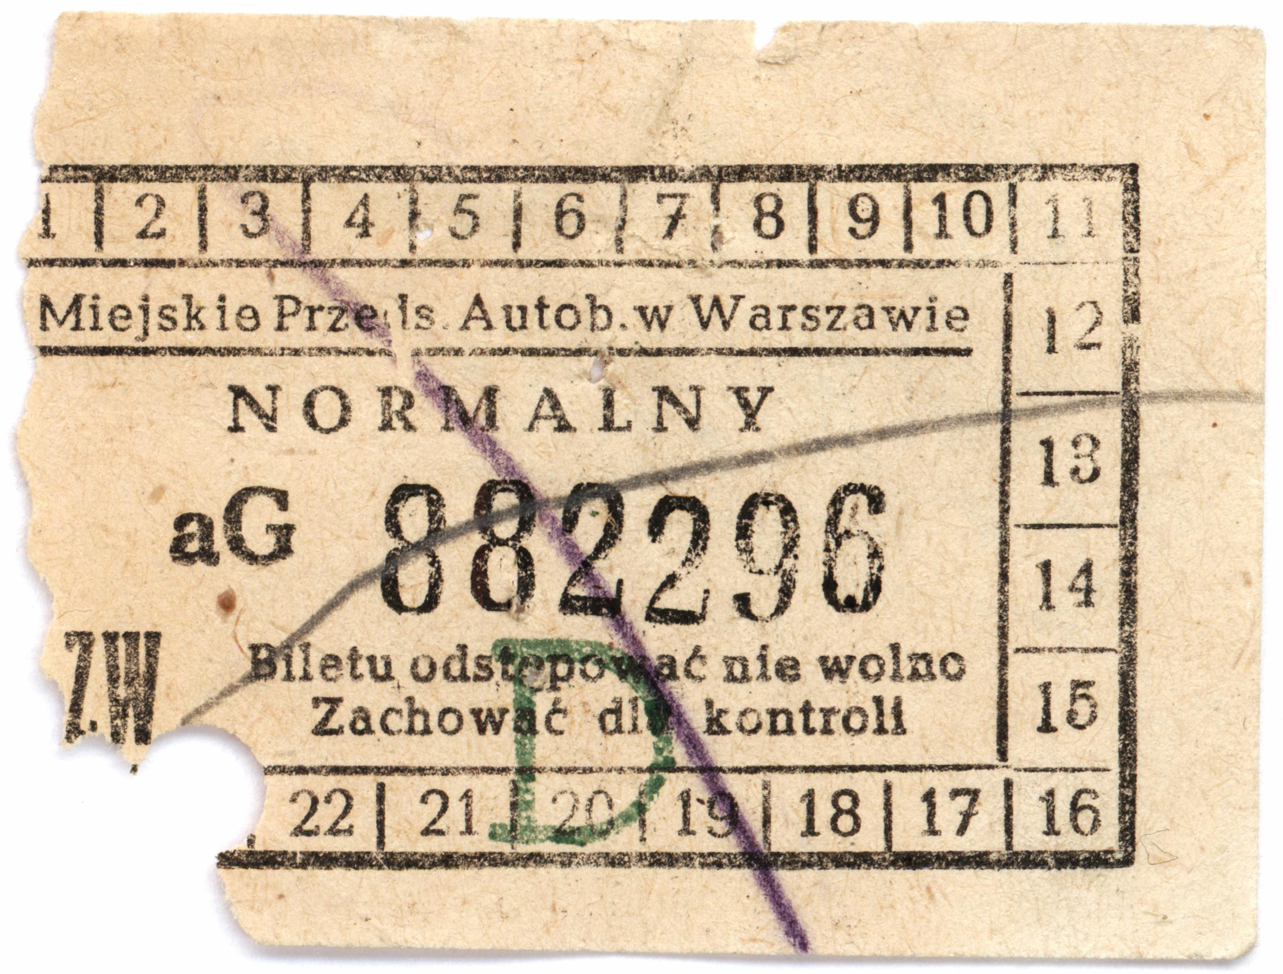 1 2 3 4 5 6 7 8 9 10 11
Miejskie Przeds. Autob. w Warszawie
12
NORMALNY
13
aG 882296
14
ZW
Biletu odstępować nie wolno
Zachować dla kontroli
15
D
22 21 20 19 18 17 16